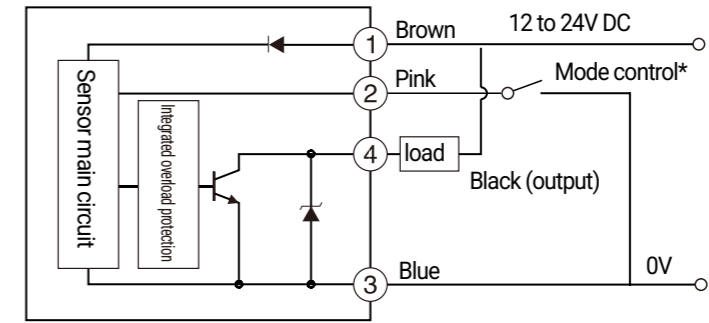 Brown
12 to 24V DC
1
Pink
Mode control*
2
Sensor main circuit
Integrated overload protection
4
load
Black (output)
Blue
0V
3